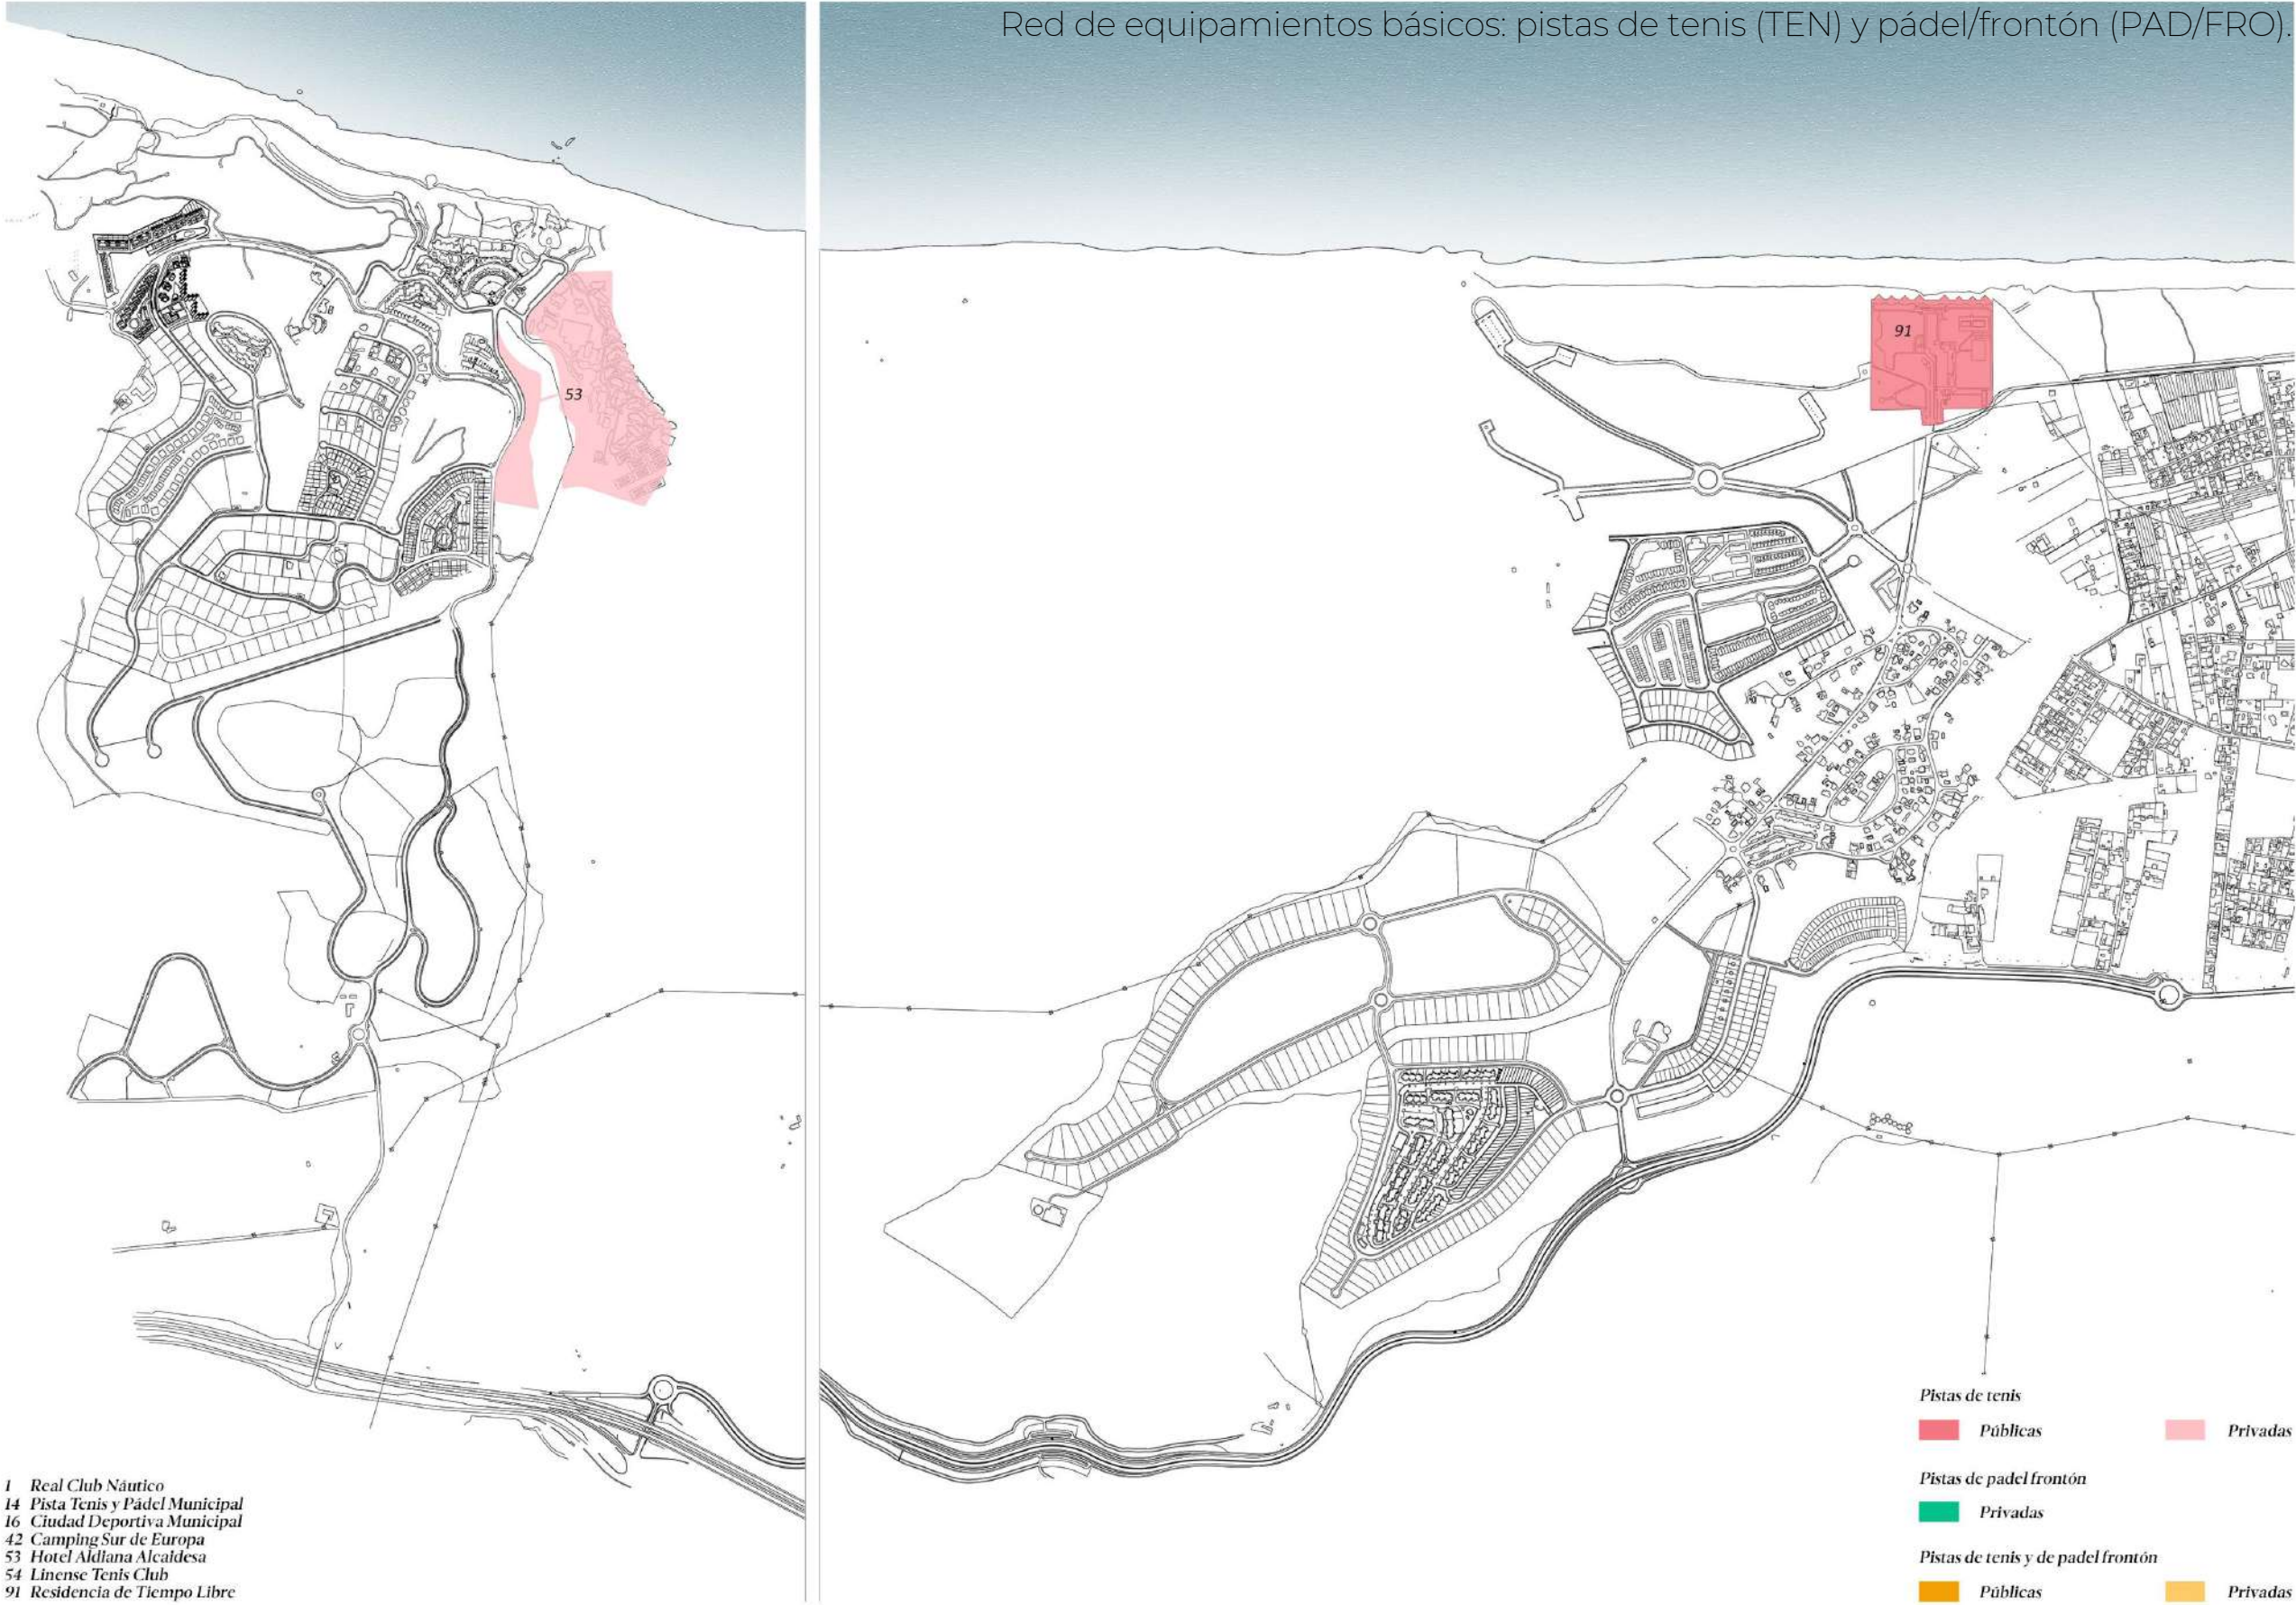 Red de equipamientos básicos: pistas de tenis (TEN) y pádel/frontón (PAD/FRO).
53
91
1 Real Club Náutico
14 Pista Tenis y Pádel Municipal
16 Ciudad Deportiva Municipal
42 Camping Sur de Europa
53 Hotel Aldiana Alcaidesa
54 Linense Tenis Club
91 Residencia de Tiempo Libre
Pistas de tenis
Públicas Privadas
Pistas de padel frontón
Privadas
Pistas de tenis y de padel frontón
Públicas Privadas